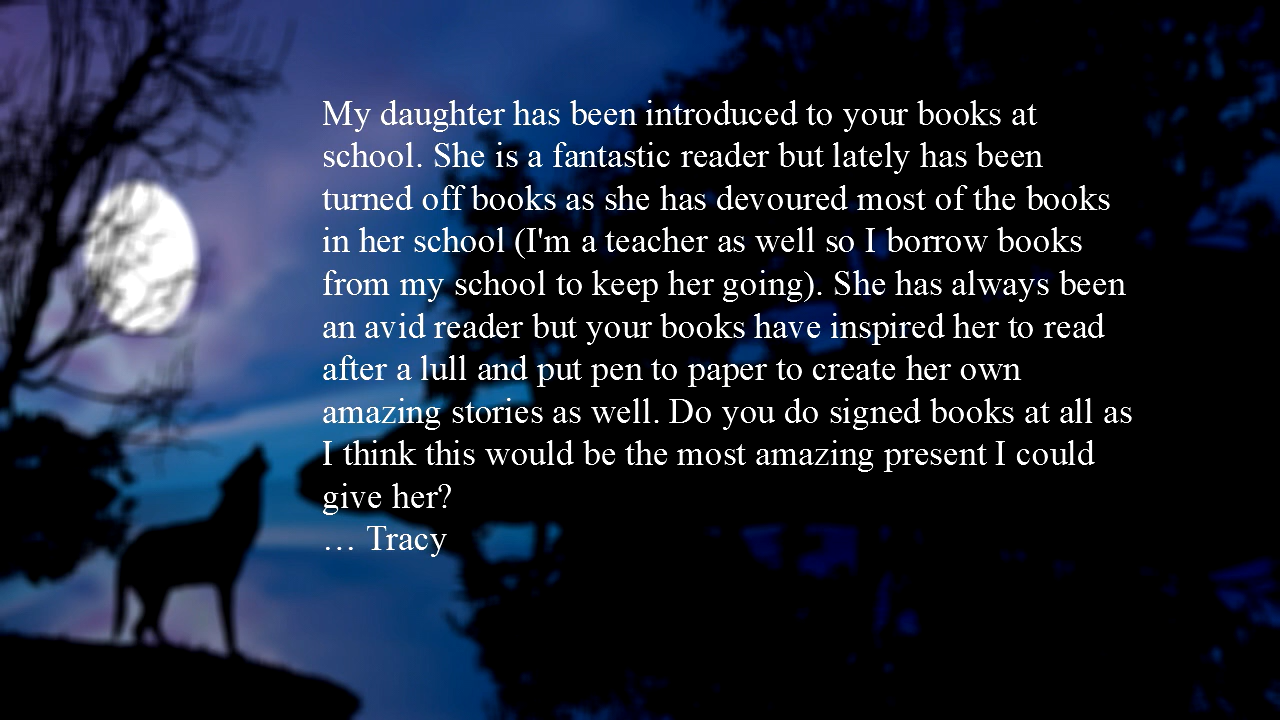 My daughter has been introduced to your books at
school. She is a fantastic reader but lately has been
turned off books as she has devoured most of the books
in her school (I'm a teacher as well so I borrow books
from my school to keep her going). She has always been
an avid reader but your books have inspired her to read
after a lull and put pen to paper to create her own
amazing stories as well. Do you do signed books at all as
I think this would be the most amazing present I could
give her?
… Tracy